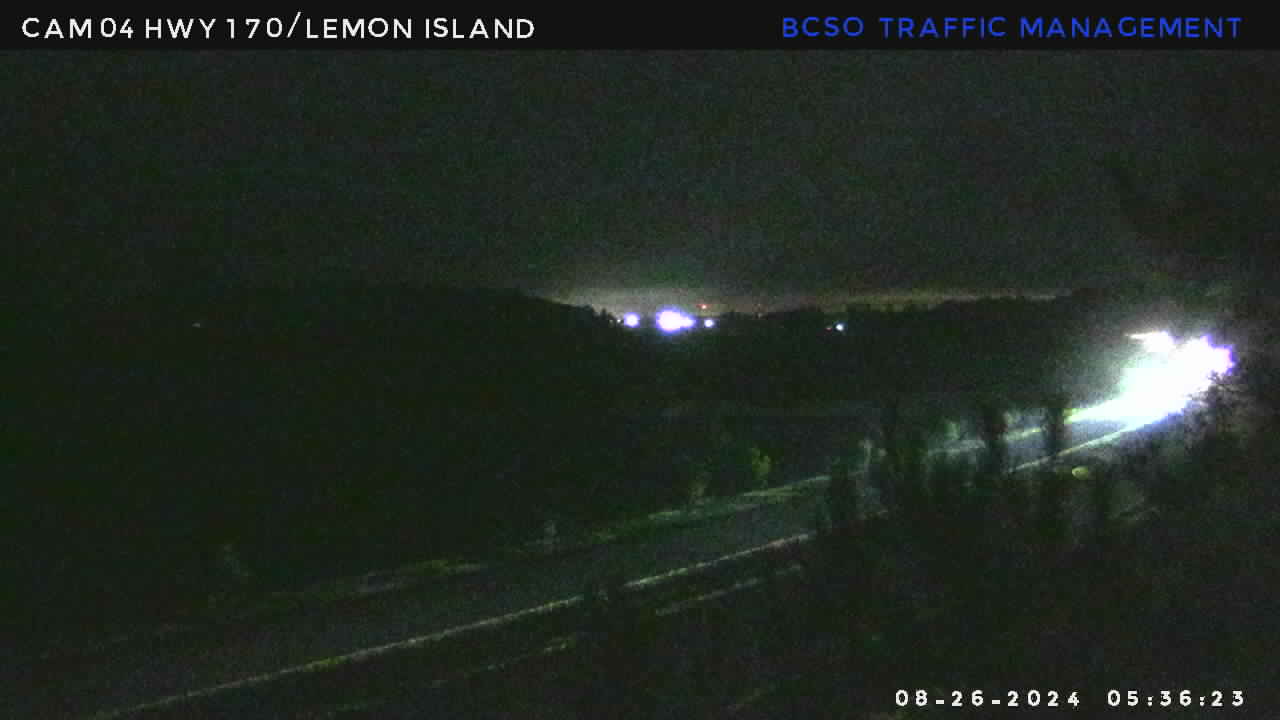 CAM04 HWY 170/LEMON ISLAND
BCSO TRAFFIC MANAGEMENT
08-26-2024 05:36:23